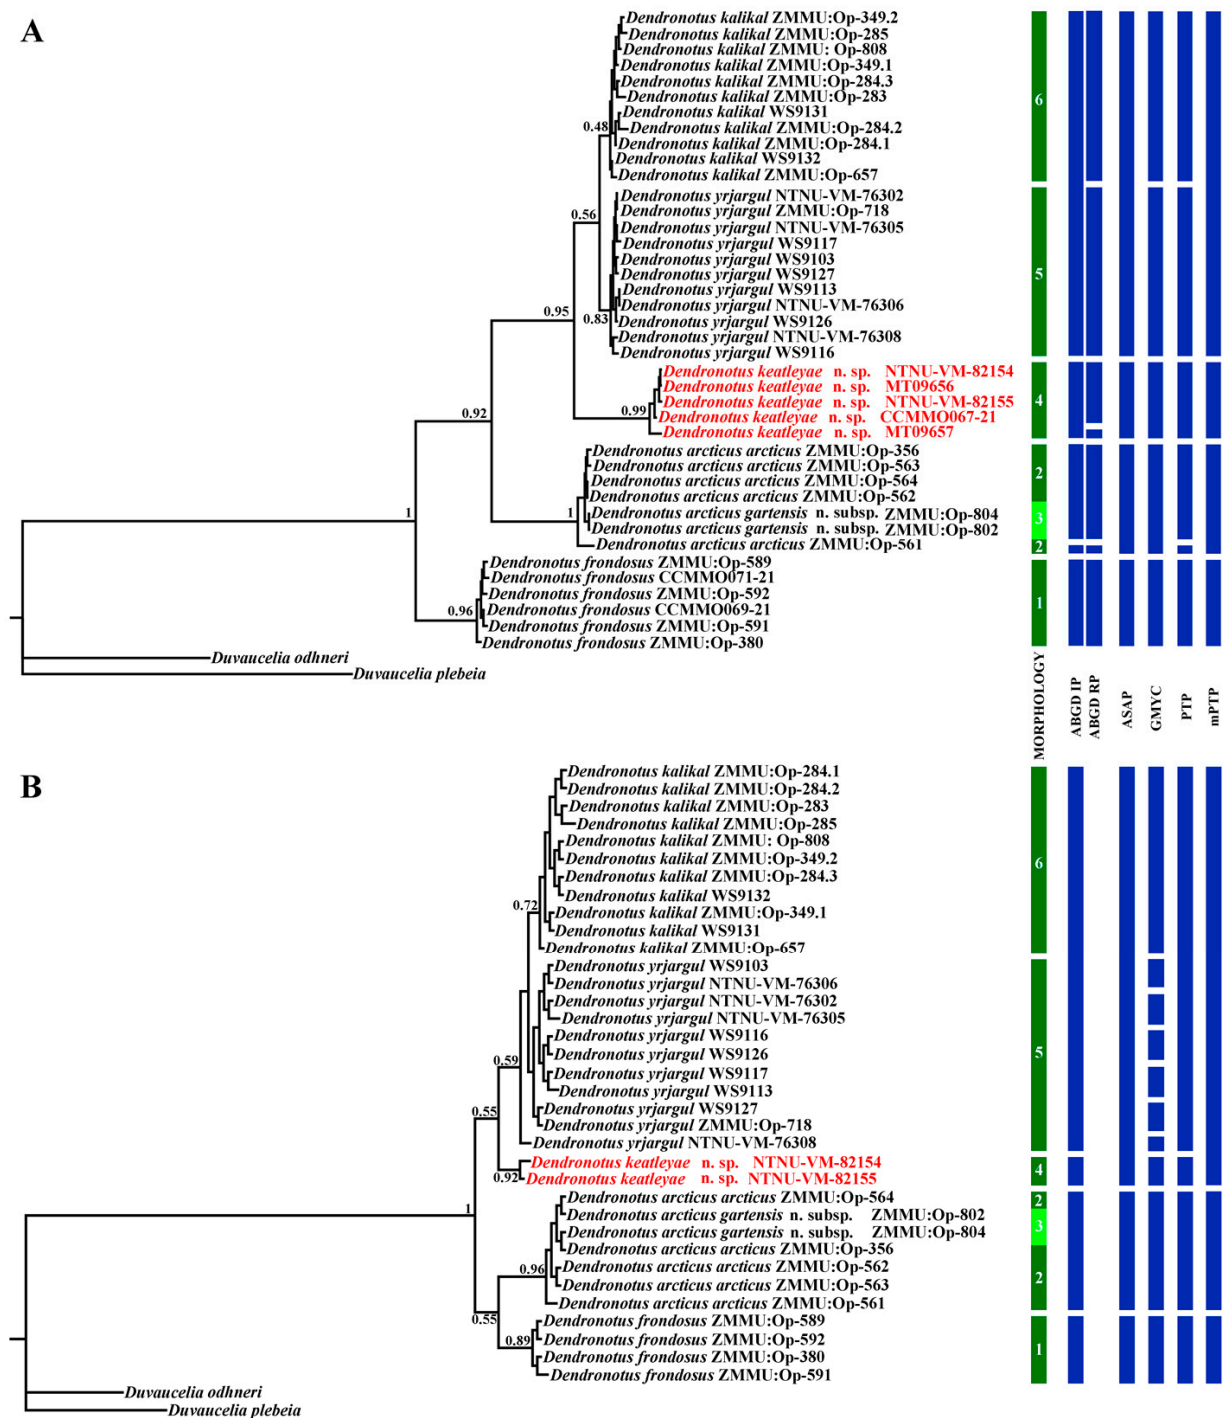 A
Dendronotus kalikal ZMMU:Op-349.2
Dendronotus kalikal ZMMU:Op-285
Dendronotus kalikal ZMMU: Op-808
Dendronotus kalikal ZMMU:Op-349.1
Dendronotus kalikal ZMMU:Op-284.3
Dendronotus kalikal ZMMU:Op-283
Dendronotus kalikal WS9131
Dendronotus kalikal ZMMU:Op-284.2
Dendronotus kalikal ZMMU:Op-284.1
Dendronotus kalikal WS9132
Dendronotus kalikal ZMMU:Op-657
Dendronotus yrjargul NTNU-VM-76302
Dendronotus yrjargul ZMMU:Op-718
Dendronotus yrjargul NTNU-VM-76305
Dendronotus yrjargul WS9117
Dendronotus yrjargul WS9103
Dendronotus yrjargul WS9127
Dendronotus yrjargul WS9113
Dendronotus yrjargul NTNU-VM-76306
Dendronotus yrjargul WS9126
Dendronotus yrjargul NTNU-VM-76308
Dendronotus yrjargul WS9116
Dendronotus keatleyae n. sp. NTNU-VM-82154
Dendronotus keatleyae n. sp. MT09656
Dendronotus keatleyae n. sp. NTNU-VM-82155
Dendronotus keatleyae n. sp. CCMMO067-21
Dendronotus keatleyae n. sp. MT09657
Dendronotus arcticus arcticus ZMMU:Op-356
Dendronotus arcticus arcticus ZMMU:Op-563
Dendronotus arcticus arcticus ZMMU:Op-564
Dendronotus arcticus arcticus ZMMU:Op-562
Dendronotus arcticus gartensis n. subsp. ZMMU:Op-804
Dendronotus arcticus gartensis n. subsp. ZMMU:Op-802
Dendronotus arcticus arcticus ZMMU:Op-561
Dendronotus frondosus ZMMU:Op-589
Dendronotus frondosus CCMMO071-21
Dendronotus frondosus ZMMU:Op-592
Dendronotus frondosus CCMMO069-21
Dendronotus frondosus ZMMU:Op-591
Dendronotus frondosus ZMMU:Op-380
Duvaucelia odhneri
Duvaucelia plebeia
0.48
0.56
0.83
0.95
0.99
0.92
1
1
0.96
6
5
4
2
3
2
1
MORPHOLOGY
ABGD IP
ABGD RP
ASAP
GMYC
PTP
mPTP
B
Dendronotus kalikal ZMMU:Op-284.1
Dendronotus kalikal ZMMU:Op-284.2
Dendronotus kalikal ZMMU:Op-283
Dendronotus kalikal ZMMU:Op-285
Dendronotus kalikal ZMMU: Op-808
Dendronotus kalikal ZMMU:Op-349.2
Dendronotus kalikal ZMMU:Op-284.3
Dendronotus kalikal WS9132
Dendronotus kalikal ZMMU:Op-349.1
Dendronotus kalikal WS9131
Dendronotus kalikal ZMMU:Op-657
Dendronotus yrjargul WS9103
Dendronotus yrjargul NTNU-VM-76306
Dendronotus yrjargul NTNU-VM-76302
Dendronotus yrjargul NTNU-VM-76305
Dendronotus yrjargul WS9116
Dendronotus yrjargul WS9126
Dendronotus yrjargul WS9117
Dendronotus yrjargul WS9113
Dendronotus yrjargul WS9127
Dendronotus yrjargul ZMMU:Op-718
Dendronotus yrjargul NTNU-VM-76308
Dendronotus keatleyae n. sp. NTNU-VM-82154
Dendronotus keatleyae n. sp. NTNU-VM-82155
Dendronotus arcticus arcticus ZMMU:Op-564
Dendronotus arcticus gartensis n. subsp. ZMMU:Op-802
Dendronotus arcticus gartensis n. subsp. ZMMU:Op-804
Dendronotus arcticus arcticus ZMMU:Op-356
Dendronotus arcticus arcticus ZMMU:Op-562
Dendronotus arcticus arcticus ZMMU:Op-563
Dendronotus arcticus arcticus ZMMU:Op-561
Dendronotus frondosus ZMMU:Op-589
Dendronotus frondosus ZMMU:Op-592
Dendronotus frondosus ZMMU:Op-380
Dendronotus frondosus ZMMU:Op-591
Duvaucelia odhneri
Duvaucelia plebeia
0.72
0.59
0.55
0.92
1
0.96
0.55
0.89
6
5
4
2
3
2
1